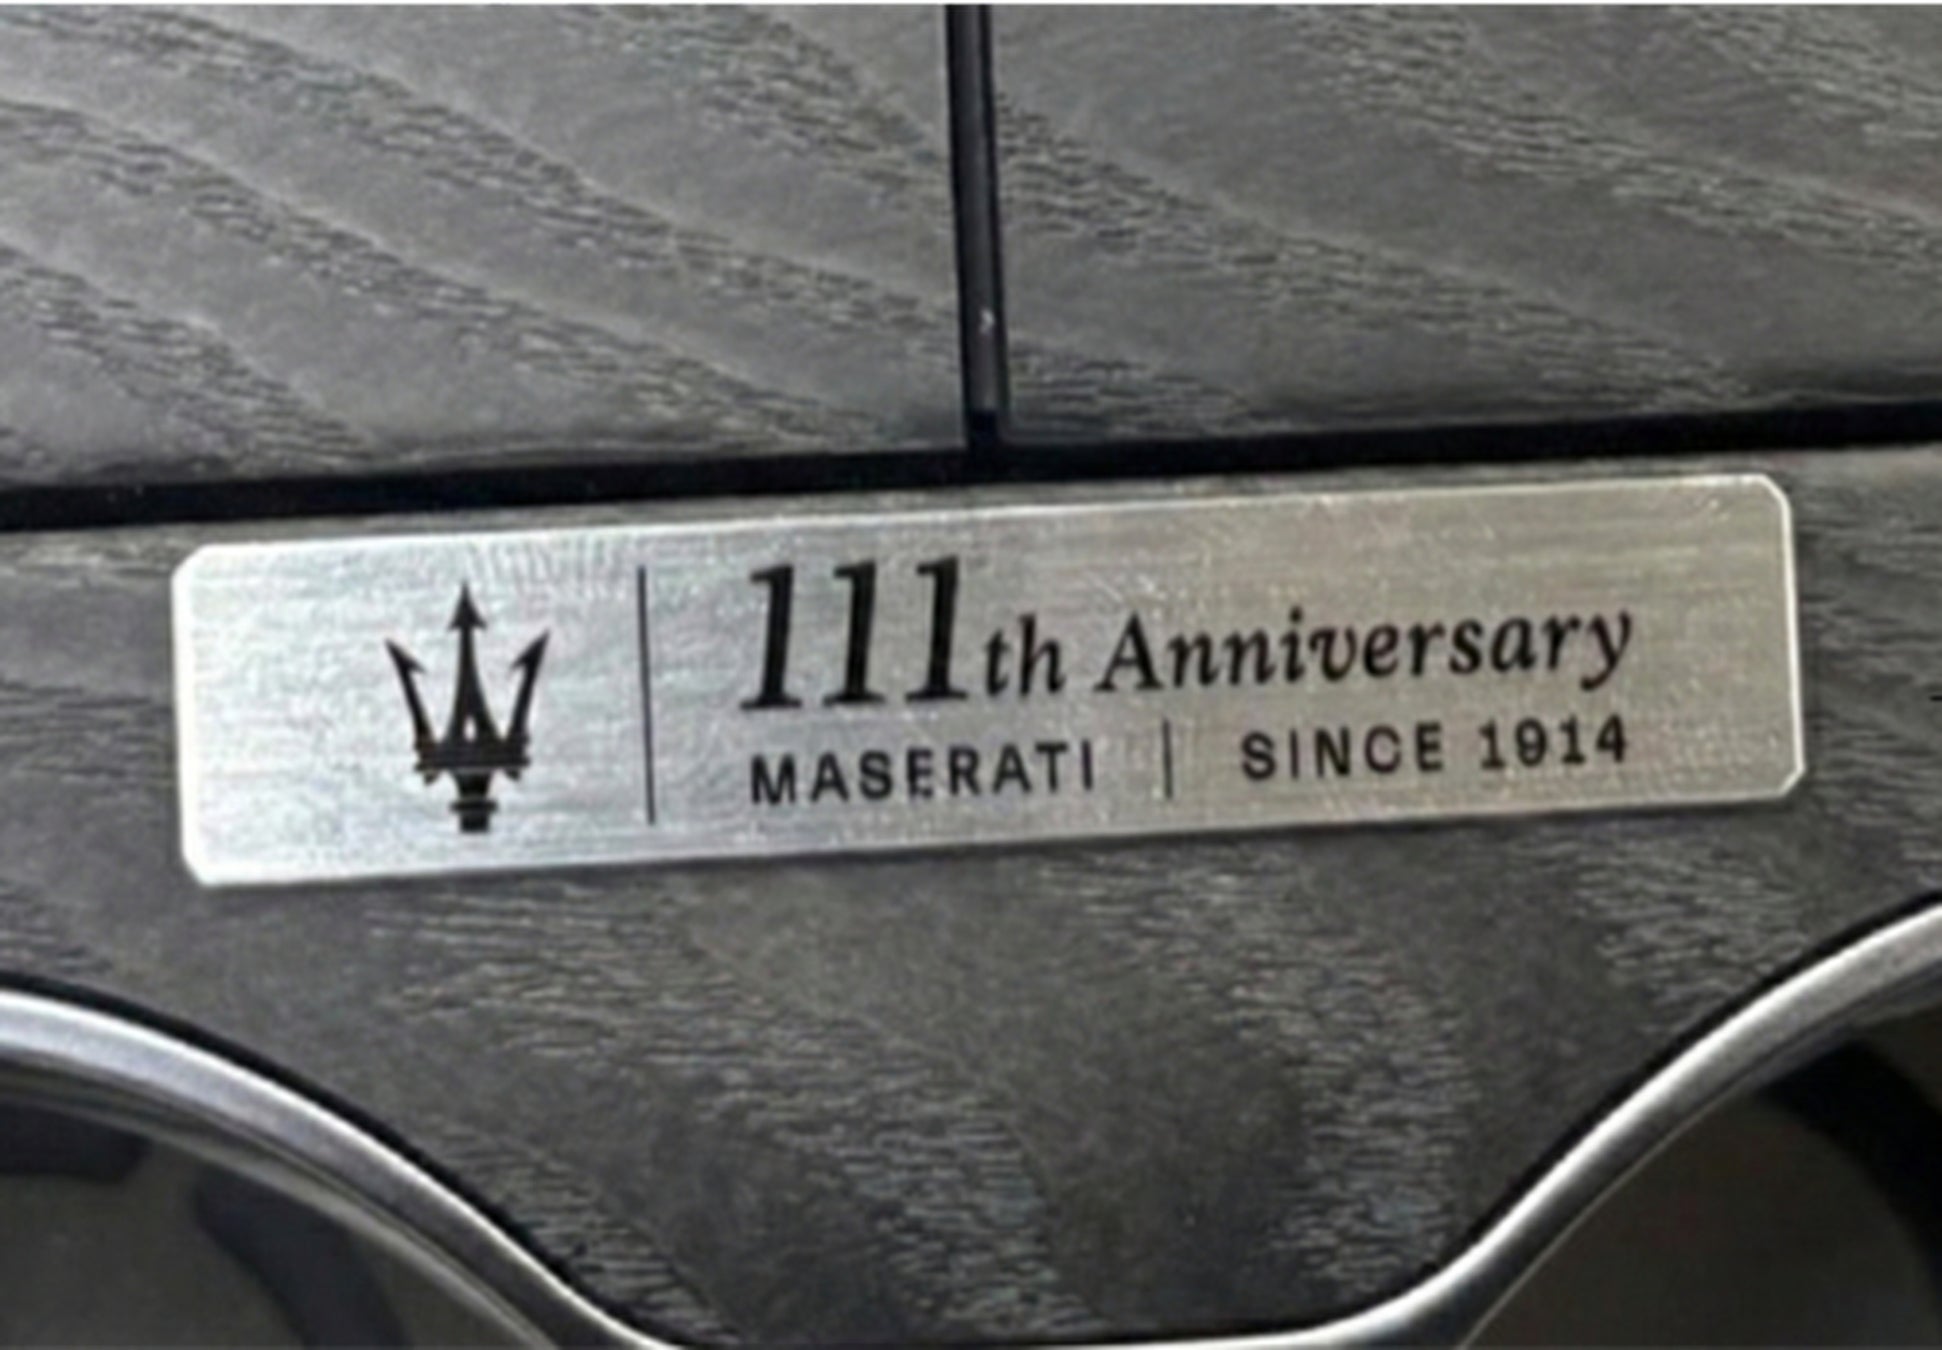 111th Anniversary
MASERATI | SINCE 1914